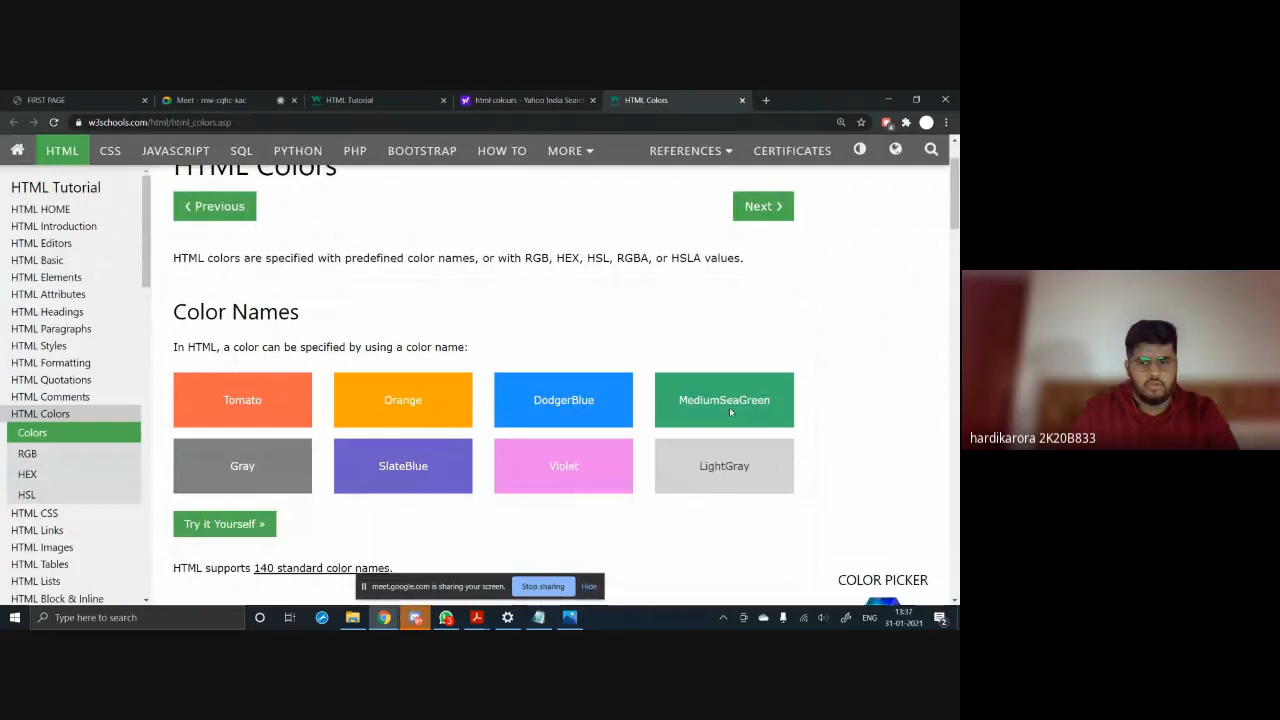 FIRST PAGE
Meet - mw-cqhc-kac
HTML Tutorial
html colours - Yahoo India Searc
HTML Colors
w3schools.com/html/html_colors.asp
HTML
CSS
JAVASCRIPT
SQL
PYTHON
PHP
BOOTSTRAP
HOW TO
MORE
REFERENCES
CERTIFICATES
HTML Tutorial
HTML HOME
HTML Introduction
HTML Editors
HTML Basic
HTML Elements
HTML Attributes
HTML Headings
HTML Paragraphs
HTML Styles
HTML Formatting
HTML Quotations
HTML Comments
HTML Colors
Colors
RGB
HEX
HSL
HTML CSS
HTML Links
HTML Images
HTML Tables
HTML Lists
HTML Block & Inline
HTML Colors
❮ Previous
Next ❯
HTML colors are specified with predefined color names, or with RGB, HEX, HSL, RGBA, or HSLA values.
Color Names
In HTML, a color can be specified by using a color name:
Tomato
Orange
DodgerBlue
MediumSeaGreen
Gray
SlateBlue
Violet
LightGray
Try it Yourself »
HTML supports 140 standard color names.
COLOR PICKER
meet.google.com is sharing your screen.
Stop sharing
Hide
Type here to search
3
ENG
13:37
31-01-2021
2
hardikarora 2K20B833